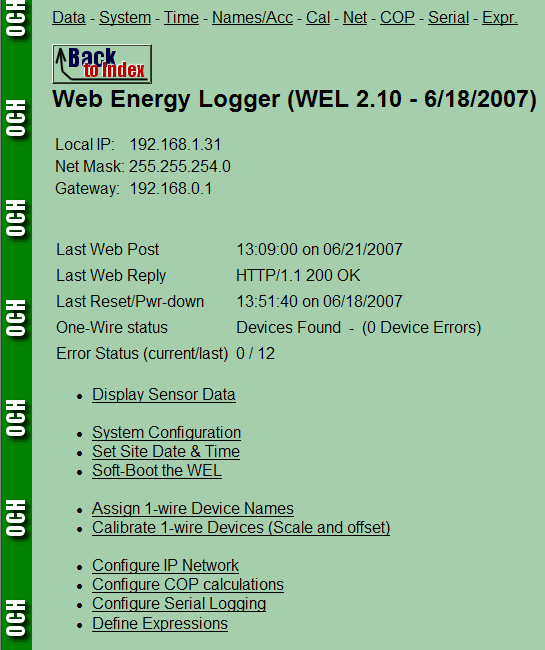 Data - System - Time - Names/Acc - Cal - Net - COP - Serial - Expr.
Back
to Index
Web Energy Logger (WEL 2.10 - 6/18/2007)
Local IP: 192.168.1.31
Net Mask: 255.255.254.0
Gateway: 192.168.0.1
Last Web Post 13:09:00 on 06/21/2007
Last Web Reply HTTP/1.1 200 OK
Last Reset/Pwr-down 13:51:40 on 06/18/2007
One-Wire status Devices Found - (0 Device Errors)
Error Status (current/last) 0 / 12
• Display Sensor Data
• System Configuration
• Set Site Date & Time
• Soft-Boot the WEL
• Assign 1-wire Device Names
• Calibrate 1-wire Devices (Scale and offset)
• Configure IP Network
• Configure COP calculations
• Configure Serial Logging
• Define Expressions
OCH
OCH
OCH
OCH
OCH
OCH
OCH